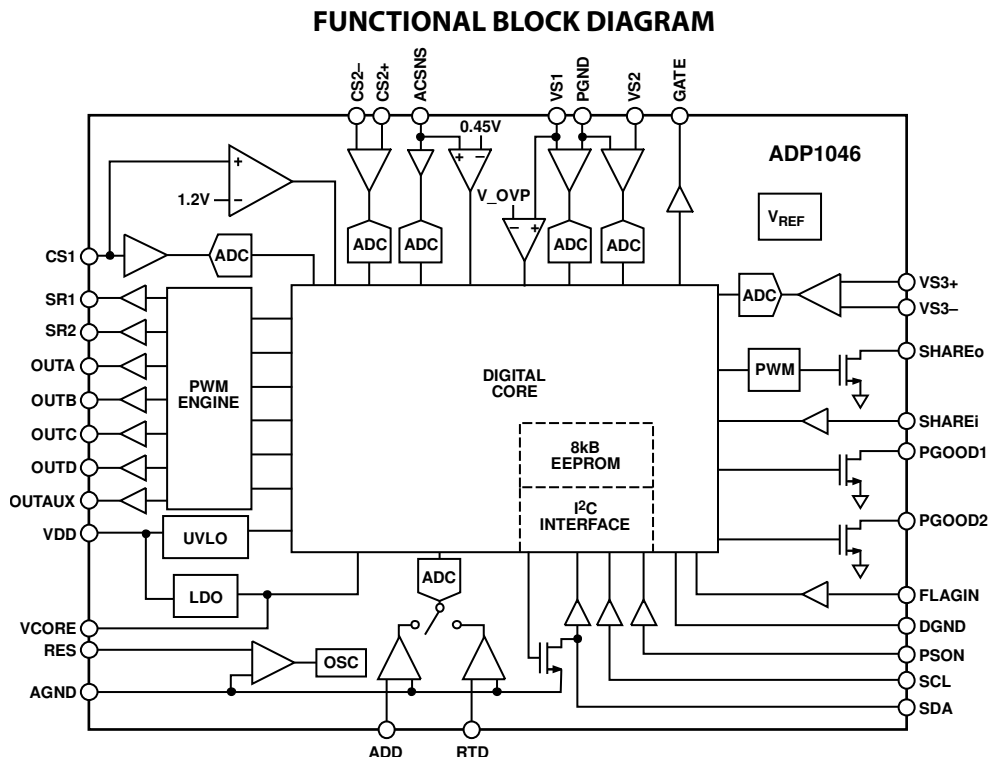 FUNCTIONAL BLOCK DIAGRAM
CS2–
CS2+
ACSNS
VS1
PGND
VS2
GATE
0.45V
+
–
ADP1046
+
1.2V
–
V_OVP
–
+
VREF
CS1
ADC
ADC
ADC
ADC
ADC
ADC
VS3+
VS3–
SR1
SR2
OUTA
OUTB
OUTC
OUTD
OUTAUX
PWM
ENGINE
DIGITAL
CORE
PWM
SHAREo
SHAREi
PGOOD1
8kB
EEPROM
I2C
INTERFACE
PGOOD2
VDD
UVLO
LDO
ADC
FLAGIN
VCORE
DGND
RES
OSC
PSON
SCL
AGND
SDA
ADD
RTD